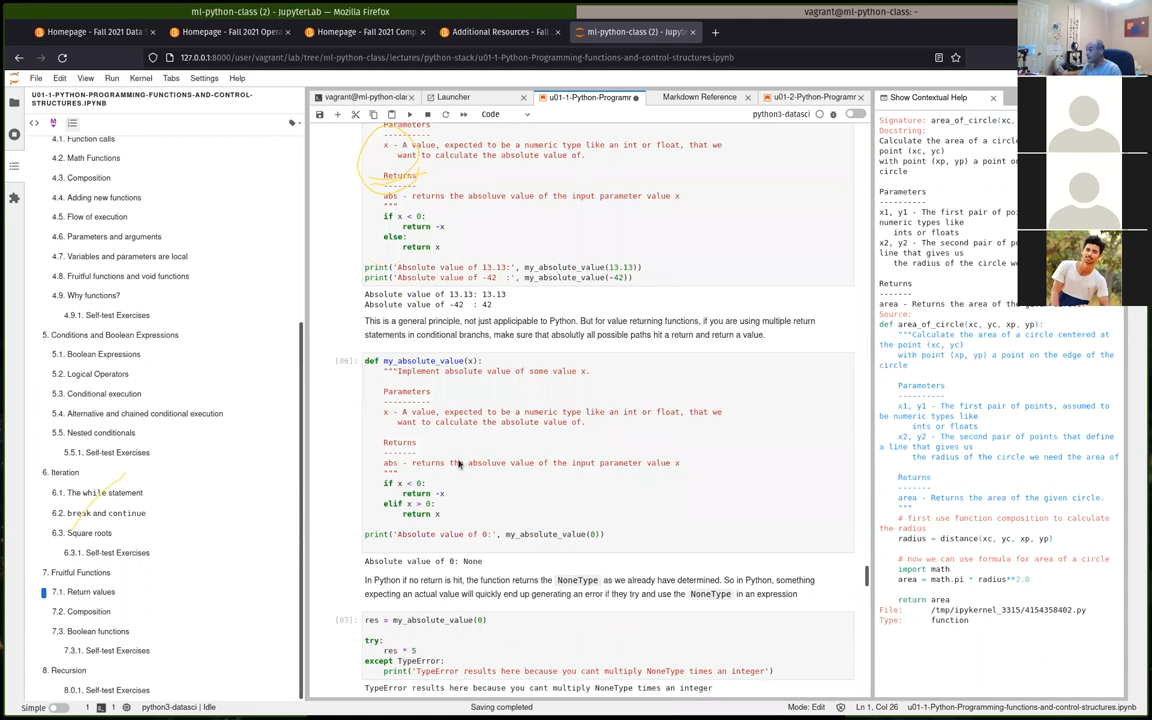 ml-python-class (2) - JupyterLab — Mozilla Firefox
vagrant@ml-python-class: ~
Homepage - Fall 2021 Data S
Homepage - Fall 2021 Oper
Homepage - Fall 2021 Comp
Additional Resources - Fall
ml-python-class (2) - Jupyte
127.0.0.1:8000/user/vagrant/lab/tree/ml-python-class/lectures/python-stack/u01-1-Python-Programming-functions-and-control-structures.ipynb
File Edit View Run Kernel Tabs Settings Help
U01-1-PYTHON-PROGRAMMING-FUNCTIONS-AND-CONTROL-
STRUCTURES.IPYNB
4.1. Function calls
4.2. Math Functions
4.3. Composition
4.4. Adding new functions
4.5. Flow of execution
4.6. Parameters and arguments
4.7. Variables and parameters are local
4.8. Fruitful functions and void functions
4.9. Why functions?
4.9.1. Self-test Exercises
5. Conditions and Boolean Expressions
5.1. Boolean Expressions
5.2. Logical Operators
5.3. Conditional execution
5.4. Alternative and chained conditional execution
5.5. Nested conditionals
5.5.1. Self-test Exercises
6. Iteration
6.1. The while statement
6.2. break and continue
6.3. Square roots
6.3.1. Self-test Exercises
7. Fruitful Functions
7.1. Return values
7.2. Composition
7.3. Boolean functions
7.3.1. Self-test Exercises
8. Recursion
8.0.1. Self-test Exercises
vagrant@ml-python-clas
Launcher
u01-1-Python-Programr
Markdown Reference
u01-2-Python-Programm
Code
python3-datasci
Parameters
----------
x - A value, expected to be a numeric type like an int or float, that we
want to calculate the absolute value of.
Returns
-------
abs - returns the absoluve value of the input parameter value x
"""
if x < 0:
return -x
else:
return x
print('Absolute value of 13.13:', my_absolute_value(13.13))
print('Absolute value of -42  :', my_absolute_value(-42))
Absolute value of 13.13: 13.13
Absolute value of -42  : 42
This is a general principle, not just applicipable to Python. But for value returning functions, if you are using multiple return
statements in conditional branches, make sure that absolutly all possible paths hit a return and return a value.
[86]: def my_absolute_value(x):
"""Implement absolute value of some value x.
Parameters
----------
x - A value, expected to be a numeric type like an int or float, that we
want to calculate the absolute value of.
Returns
-------
abs - returns the absoluve value of the input parameter value x
"""
if x < 0:
return -x
elif x > 0:
return x
print('Absolute value of 0:', my_absolute_value(0))
Absolute value of 0: None
In Python if no return is hit, the function returns the NoneType as we already have determined. So in Python, something
expecting an actual value will quickly end up generating an error if they try and use the NoneType in an expression
[83]: res = my_absolute_value(0)
try:
res * 5
except TypeError:
print('TypeError results here because you cant multiply NoneType times an integer')
TypeError results here because you cant multiply NoneType times an integer
Show Contextual Help
Signature: area_of_circle(xc,
Docstring:
Calculate the area of a circle
point (xc, yc)
with point (xp, yp) a point on
circle
Parameters
----------
x1, y1 - The first pair of poi
numeric types like
ints or floats
x2, y2 - The second pair of poi
line that gives us
the radius of the circle we
Returns
-------
area - Returns the area of the
Source:
def area_of_circle(xc, yc, xp, yp):
"""Calculate the area of a circle centered
at the point (xc, yc)
with point (xp, yp) a point on the edge of the
circle
Parameters
----------
x1, y1 - The first pair of points, assumed to
be numeric types like
ints or floats
x2, y2 - The second pair of points that define
a line that gives us
the radius of the circle we need the area of
Returns
-------
area - Returns the area of the given circle.
"""
# first use function composition to calculate
the radius
radius = distance(xc, yc, xp, yp)
# now we can use formula for area of a circle
import math
area = math.pi * radius**2.0
return area
File: /tmp/ipykernel_3315/4154358402.py
Type: function
Simple
1
1
python3-datasci | Idle
Saving completed
Mode: Edit
Ln 1, Col 26
u01-1-Python-Programming-functions-and-control-structures.ipynb